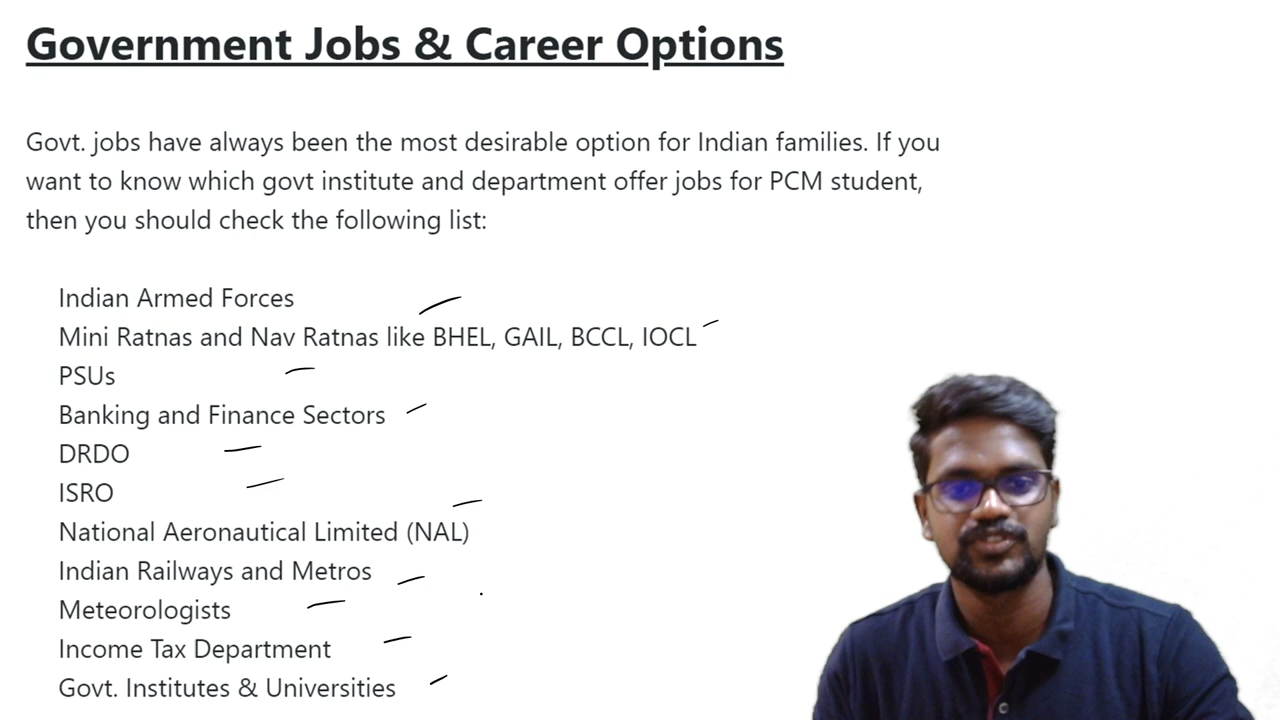 Government Jobs & Career Options
Govt. jobs have always been the most desirable option for Indian families. If you
want to know which govt institute and department offer jobs for PCM student,
then you should check the following list:
Indian Armed Forces
Mini Ratnas and Nav Ratnas like BHEL, GAIL, BCCL, IOCL
PSUs
Banking and Finance Sectors
DRDO
ISRO
National Aeronautical Limited (NAL)
Indian Railways and Metros
Meteorologists
Income Tax Department
Govt. Institutes & Universities